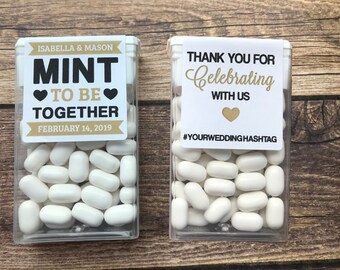 ISABELLA & MASON
MINT
TO BE
TOGETHER
FEBRUARY 14, 2019
THANK YOU FOR
Celebrating
WITH US
#YOURWEDDINGHASHTAG